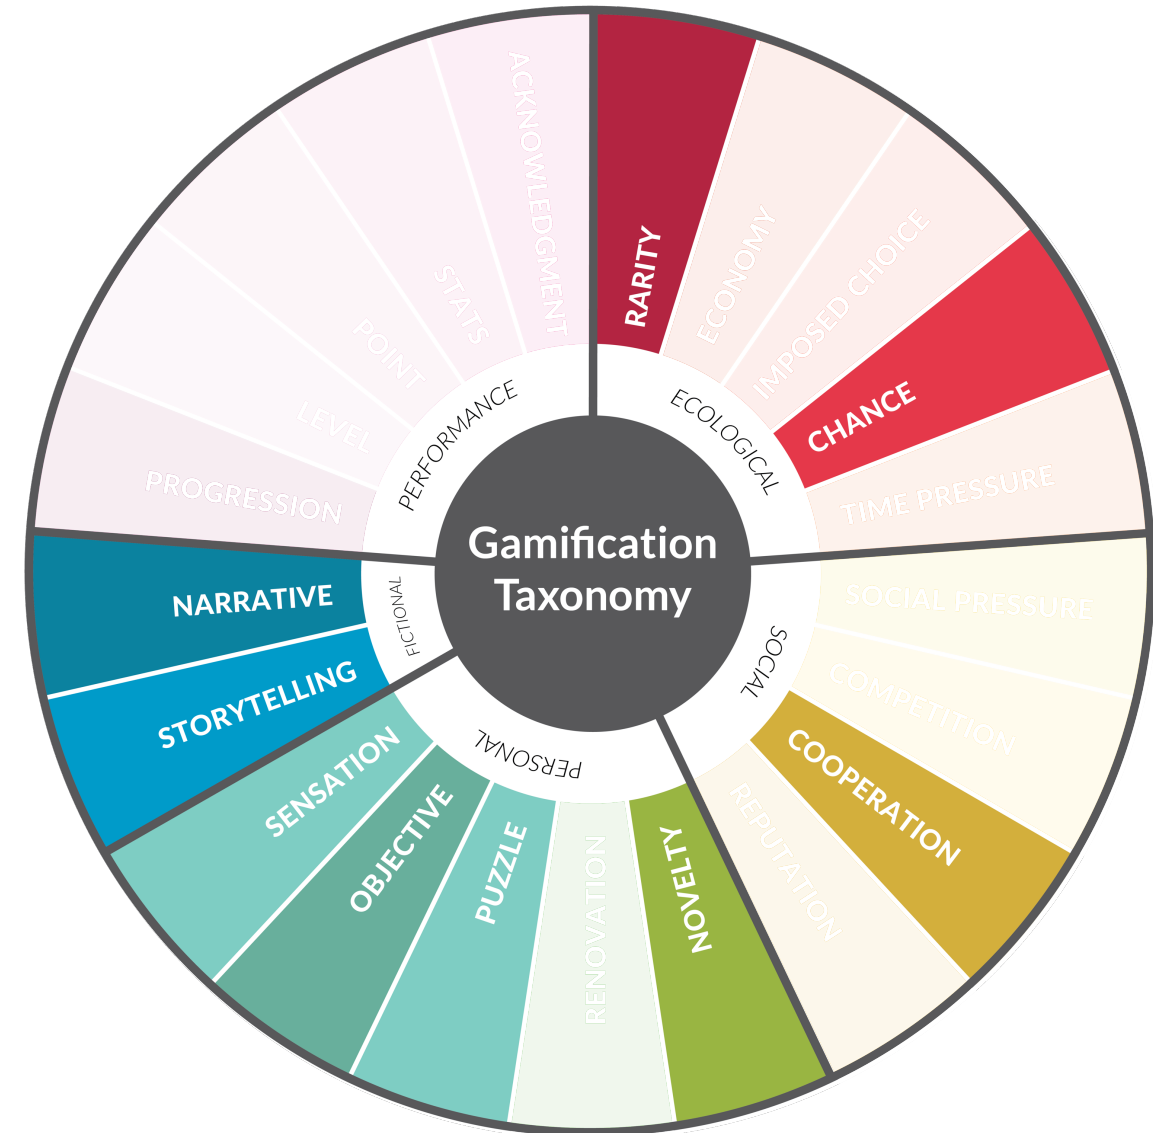 Gamification
Taxonomy
ECOLOGICAL
RARITY
ECONOMY
IMPOSED CHOICE
CHANCE
TIME PRESSURE
SOCIAL
SOCIAL PRESSURE
COMPETITION
COOPERATION
REPUTATION
PERSONAL
NOVELTY
RENOVATION
PUZZLE
OBJECTIVE
SENSATION
FICTIONAL
STORYTELLING
NARRATIVE
PERFORMANCE
PROGRESSION
LEVEL
POINT
STATS
ACKNOWLEDGMENT